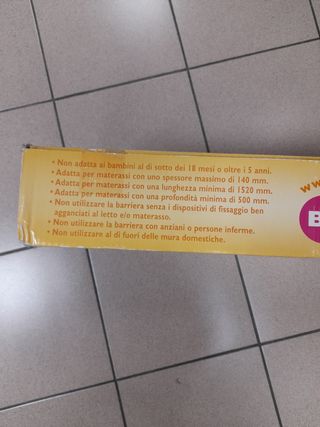 • Non adatta ai bambini al di sotto dei 18 mesi o oltre i 5 anni.
• Adatta per materassi con uno spessore massimo di 140 mm.
• Adatta per materassi con una lunghezza minima di 1520 mm.
• Adatta per materassi con una profondità minima di 500 mm.
• Non utilizzare la barriera senza i dispositivi di fissaggio ben
agganciati al letto e/o materasso.
• Non utilizzare la barriera con anziani o persone inferme.
• Non utilizzare al di fuori delle mura domestiche.
ww
B